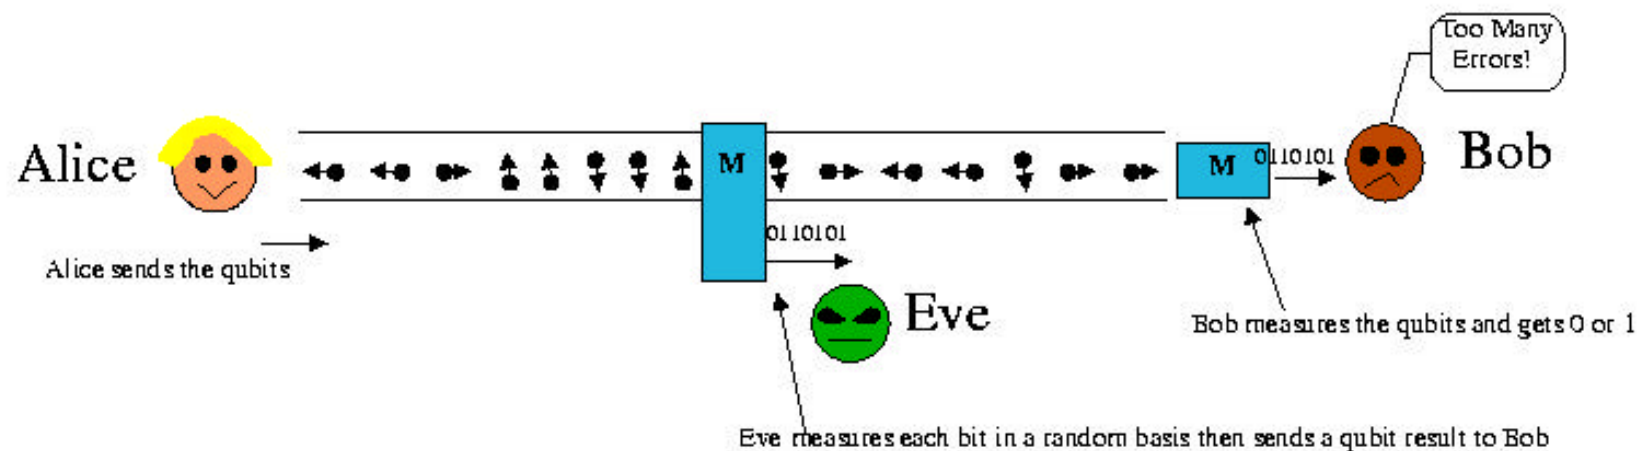 Too Many
Errors!
Alice
M
M
0110101
Bob
0110101
Alice sends the qubits
Eve
Bob measures the qubits and gets 0 or 1
Eve measures each bit in a random basis then sends a qubit result to Bob